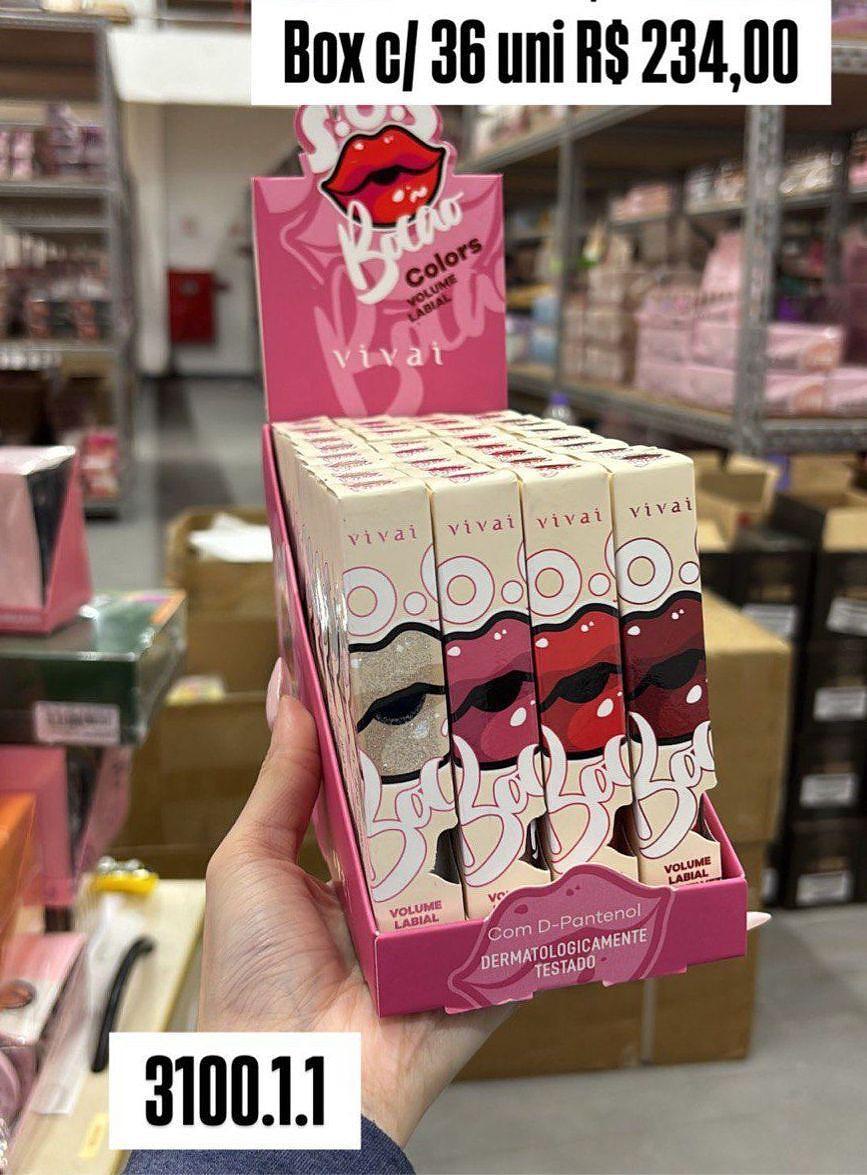 Box c/ 36 uni R$ 234,00
S.O.S
Bocão
Colors
VOLUME
LABIAL
vivai
vivai
vivai
vivai
vivai
VOLUME
LABIAL
VOLUME
LABIAL
Com D-Pantenol
DERMATOLOGICAMENTE
TESTADO
3100.1.1